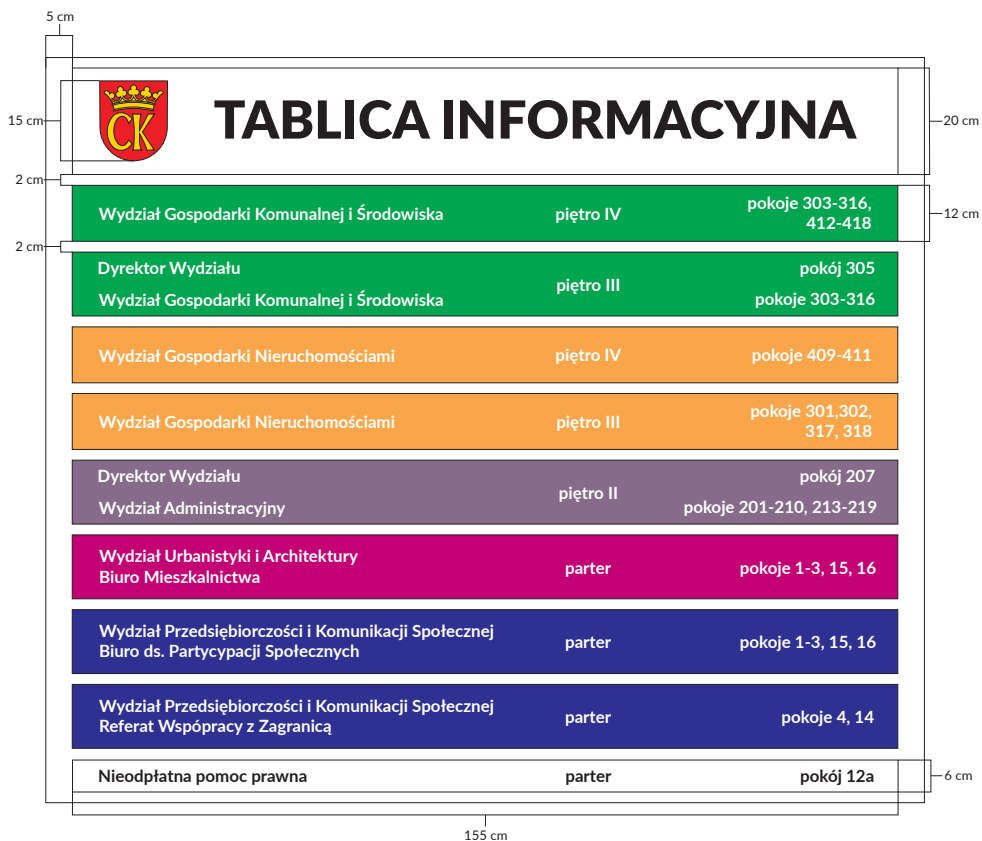 5 cm
CK
TABLICA INFORMACYJNA
15 cm
20 cm
2 cm
Wydział Gospodarki Komunalnej i Środowiska piętro IV pokoje 303-316,
412-418
12 cm
2 cm
Dyrektor Wydziału pokój 305
piętro III
Wydział Gospodarki Komunalnej i Środowiska pokoje 303-316
Wydział Gospodarki Nieruchomościami piętro IV pokoje 409-411
Wydział Gospodarki Nieruchomościami piętro III pokoje 301,302,
317, 318
Dyrektor Wydziału pokój 207
piętro II
Wydział Administracyjny pokoje 201-210, 213-219
Wydział Urbanistyki i Architektury
Biuro Mieszkalnictwa
parter pokoje 1-3, 15, 16
Wydział Przedsiębiorczości i Komunikacji Społecznej
Biuro ds. Partycypacji Społecznych
parter pokoje 1-3, 15, 16
Wydział Przedsiębiorczości i Komunikacji Społecznej
Referat Wspópracy z Zagranicą
parter pokoje 4, 14
Nieodpłatna pomoc prawna parter pokój 12a
6 cm
155 cm